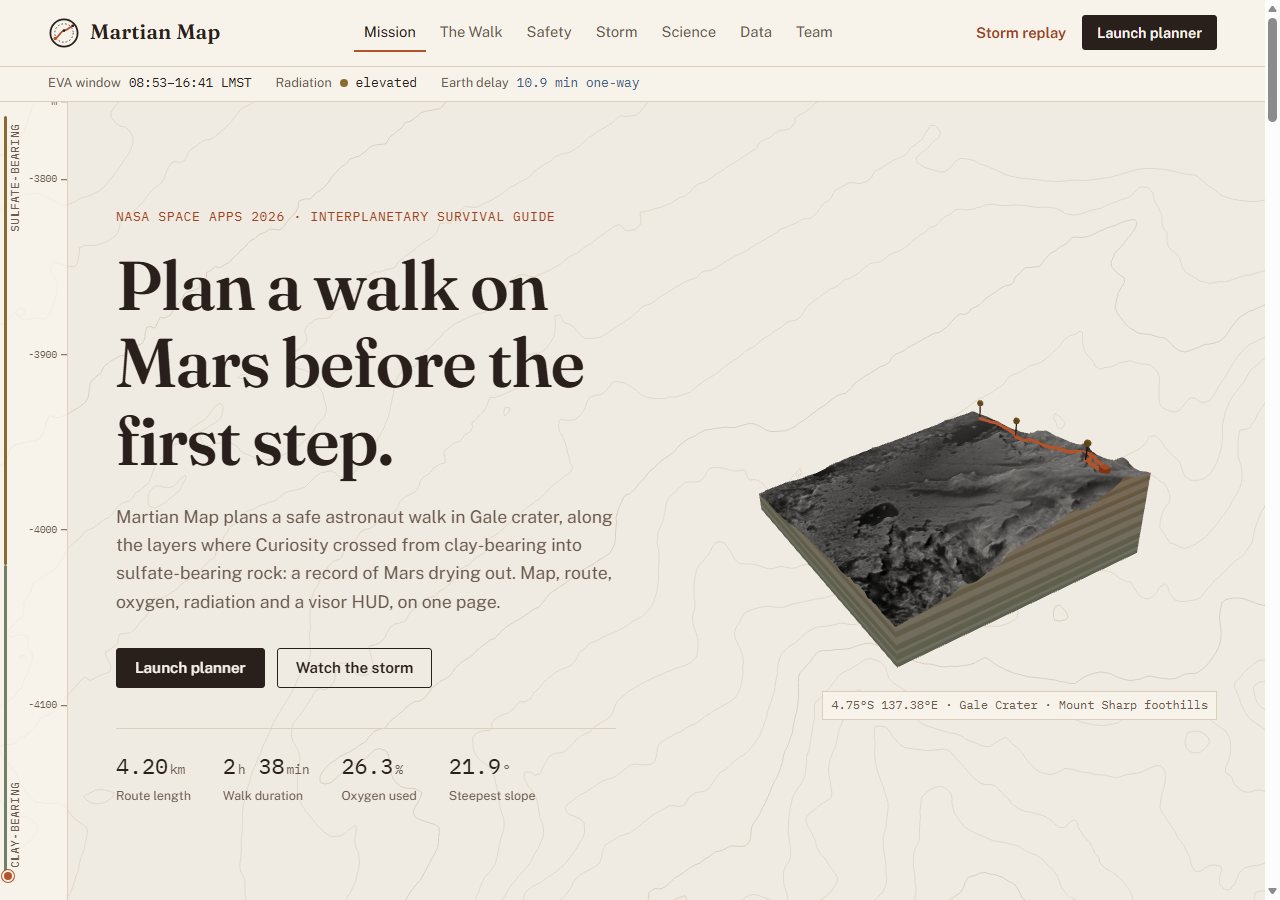 Martian Map
Mission The Walk Safety Storm Science Data Team
Storm replay
Launch planner
EVA window 08:53–16:41 LMST Radiation elevated Earth delay 10.9 min one-way
m
SULFATE-BEARING
-3800
-3900
-4000
-4100
CLAY-BEARING
NASA SPACE APPS 2026 · INTERPLANETARY SURVIVAL GUIDE
Plan a walk on
Mars before the
first step.
Martian Map plans a safe astronaut walk in Gale crater, along
the layers where Curiosity crossed from clay-bearing into
sulfate-bearing rock: a record of Mars drying out. Map, route,
oxygen, radiation and a visor HUD, on one page.
Launch planner Watch the storm
4.20km 2h 38min 26.3% 21.9°
Route length Walk duration Oxygen used Steepest slope
4.75°S 137.38°E · Gale Crater · Mount Sharp foothills